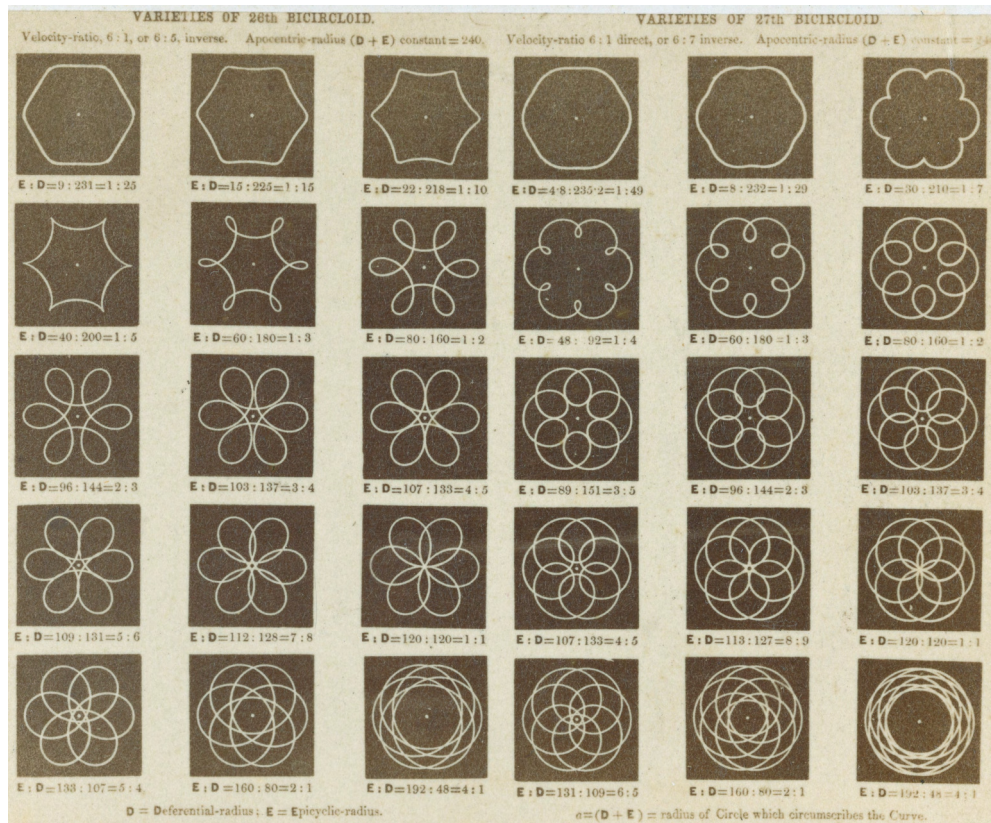 VARIETIES OF 26th BICIRCLOID.
Velocity-ratio, 6 : 1, or 6 : 5, inverse. Apocentric-radius (D + E) constant = 240.
E : D=9 : 231=1 : 25
E : D=15 : 225=1 : 15
E : D=22 : 218=1 : 10
E : D=40 : 200=1 : 5
E : D=60 : 180=1 : 3
E : D=80 : 160=1 : 2
E : D=96 : 144=2 : 3
E : D=103 : 137=3 : 4
E : D=107 : 133=4 : 5
E : D=109 : 131=5 : 6
E : D=112 : 128=7 : 8
E : D=120 : 120=1 : 1
E : D=133 : 107=5 : 4
E : D=160 : 80=2 : 1
E : D=192 : 48=4 : 1
D = Deferential-radius; E = Epicyclic-radius.
VARIETIES OF 27th BICIRCLOID.
Velocity-ratio 6 : 1 direct, or 6 : 7 inverse. Apocentric-radius (D + E) constant =
E : D=4·8 : 235·2=1 : 49
E : D=8 : 232=1 : 29
E : D=30 : 210=1 : 7
E : D= 48 : 92=1 : 4
E : D=60 : 180=1 : 3
E : D=80 : 160=1 : 2
E : D=89 : 151=3 : 5
E : D=96 : 144=2 : 3
E : D=103 : 137=3 : 4
E : D=107 : 133=4 : 5
E : D=113 : 127=8 : 9
E : D=120 : 120=1 : 1
E : D=131 : 109=6 : 5
E : D=160 : 80=2 : 1
E : D=192 : 48=4 : 1
a=(D + E) = radius of Circle which circumscribes the Curve.